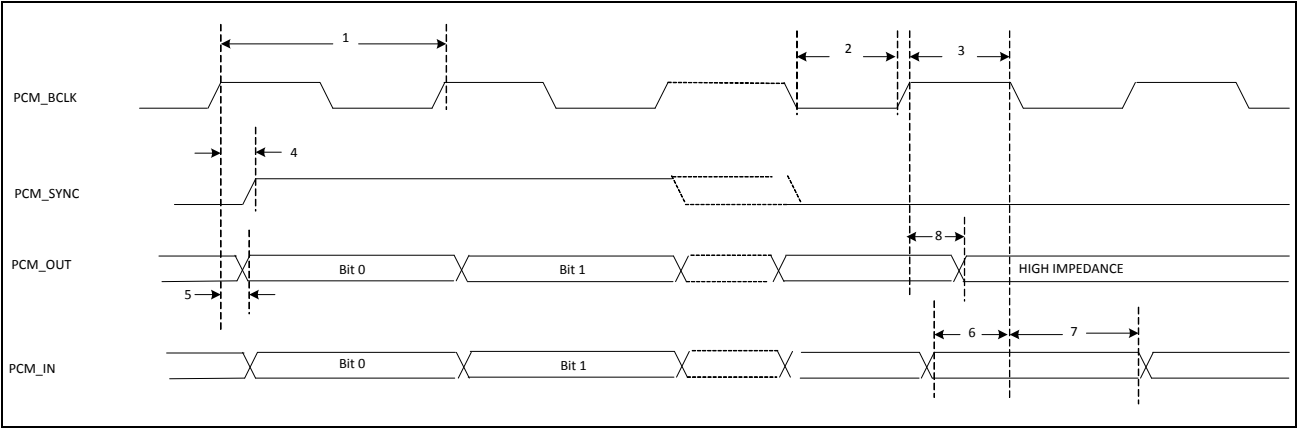 1
2
3
PCM_BCLK
4
PCM_SYNC
8
PCM_OUT
Bit 0
Bit 1
HIGH IMPEDANCE
5
6
7
PCM_IN
Bit 0
Bit 1